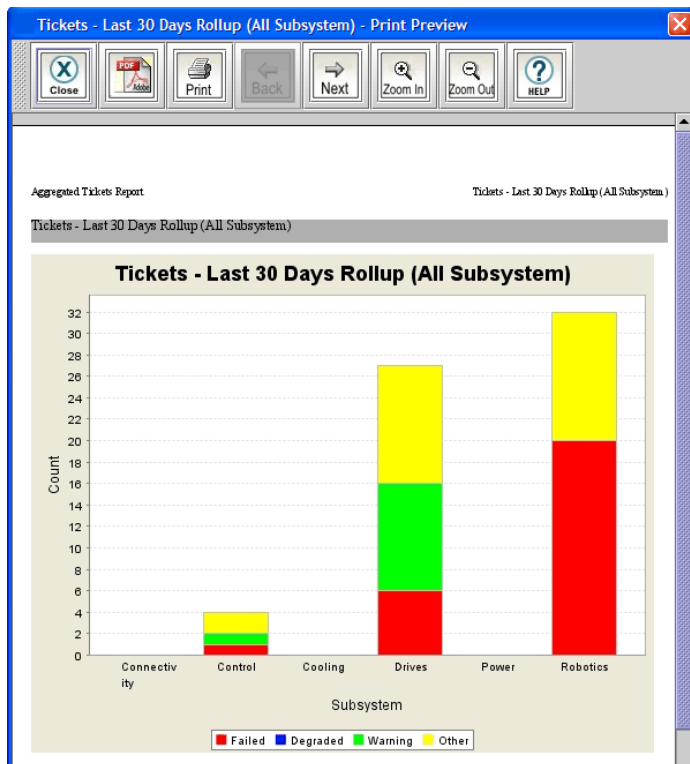 Tickets - Last 30 Days Rollup (All Subsystem) - Print Preview
Close
PDF
Adobe
Print
Back
Next
Zoom In
Zoom Out
HELP
Aggregated Tickets Report
Tickets - Last 30 Days Rollup (All Subsystem )
Tickets - Last 30 Days Rollup (All Subsystem)
Tickets - Last 30 Days Rollup (All Subsystem)
32
30
28
26
24
22
20
18
16
14
12
10
8
6
4
2
0
Count
Connectiv
ity
Control
Cooling
Drives
Power
Robotics
Subsystem
Failed
Degraded
Warning
Other